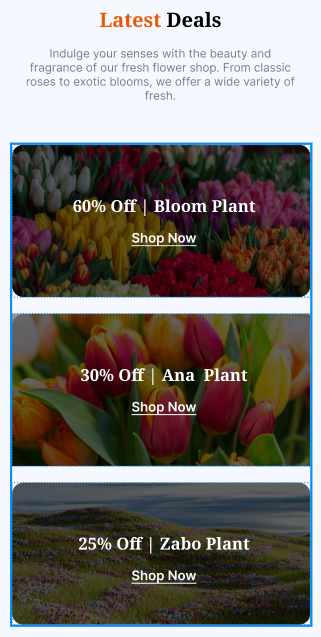 Latest Deals
Indulge your senses with the beauty and
fragrance of our fresh flower shop. From classic
roses to exotic blooms, we offer a wide variety of
fresh.
60% Off | Bloom Plant
Shop Now
30% Off | Ana  Plant
Shop Now
25% Off | Zabo Plant
Shop Now